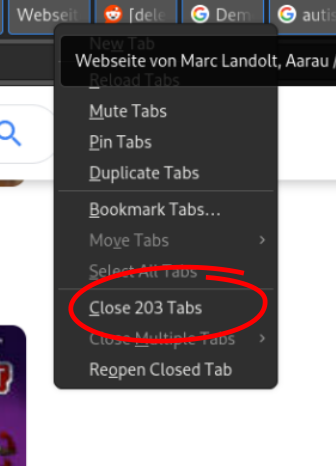 Webseit
[dele
Dem
autis
New Tab
Webseite von Marc Landolt, Aarau /
Reload Tabs
Mute Tabs
Pin Tabs
Duplicate Tabs
Bookmark Tabs…
Move Tabs
Select All Tabs
Close 203 Tabs
Close Multiple Tabs
Reopen Closed Tab